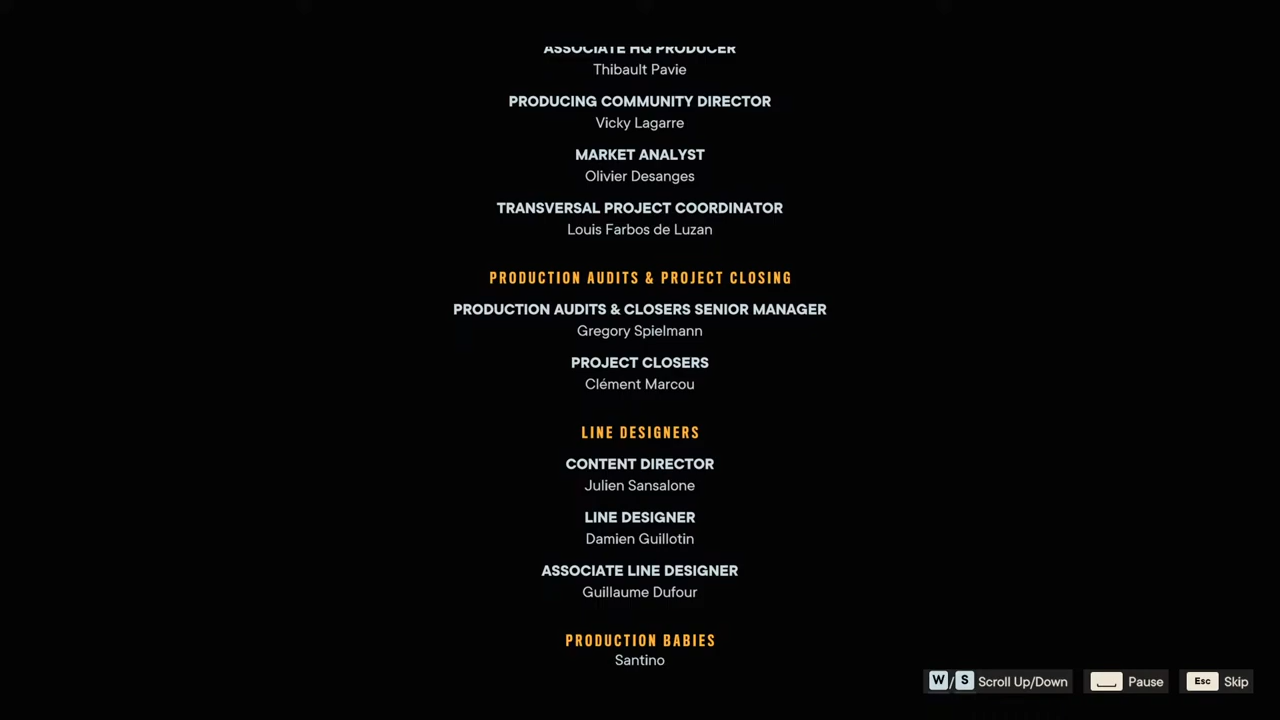 ASSOCIATE HQ PRODUCER
Thibault Pavie
PRODUCING COMMUNITY DIRECTOR
Vicky Lagarre
MARKET ANALYST
Olivier Desanges
TRANSVERSAL PROJECT COORDINATOR
Louis Farbos de Luzan
PRODUCTION AUDITS & PROJECT CLOSING
PRODUCTION AUDITS & CLOSERS SENIOR MANAGER
Gregory Spielmann
PROJECT CLOSERS
Clément Marcou
LINE DESIGNERS
CONTENT DIRECTOR
Julien Sansalone
LINE DESIGNER
Damien Guillotin
ASSOCIATE LINE DESIGNER
Guillaume Dufour
PRODUCTION BABIES
Santino
W/S Scroll Up/Down Pause Esc Skip